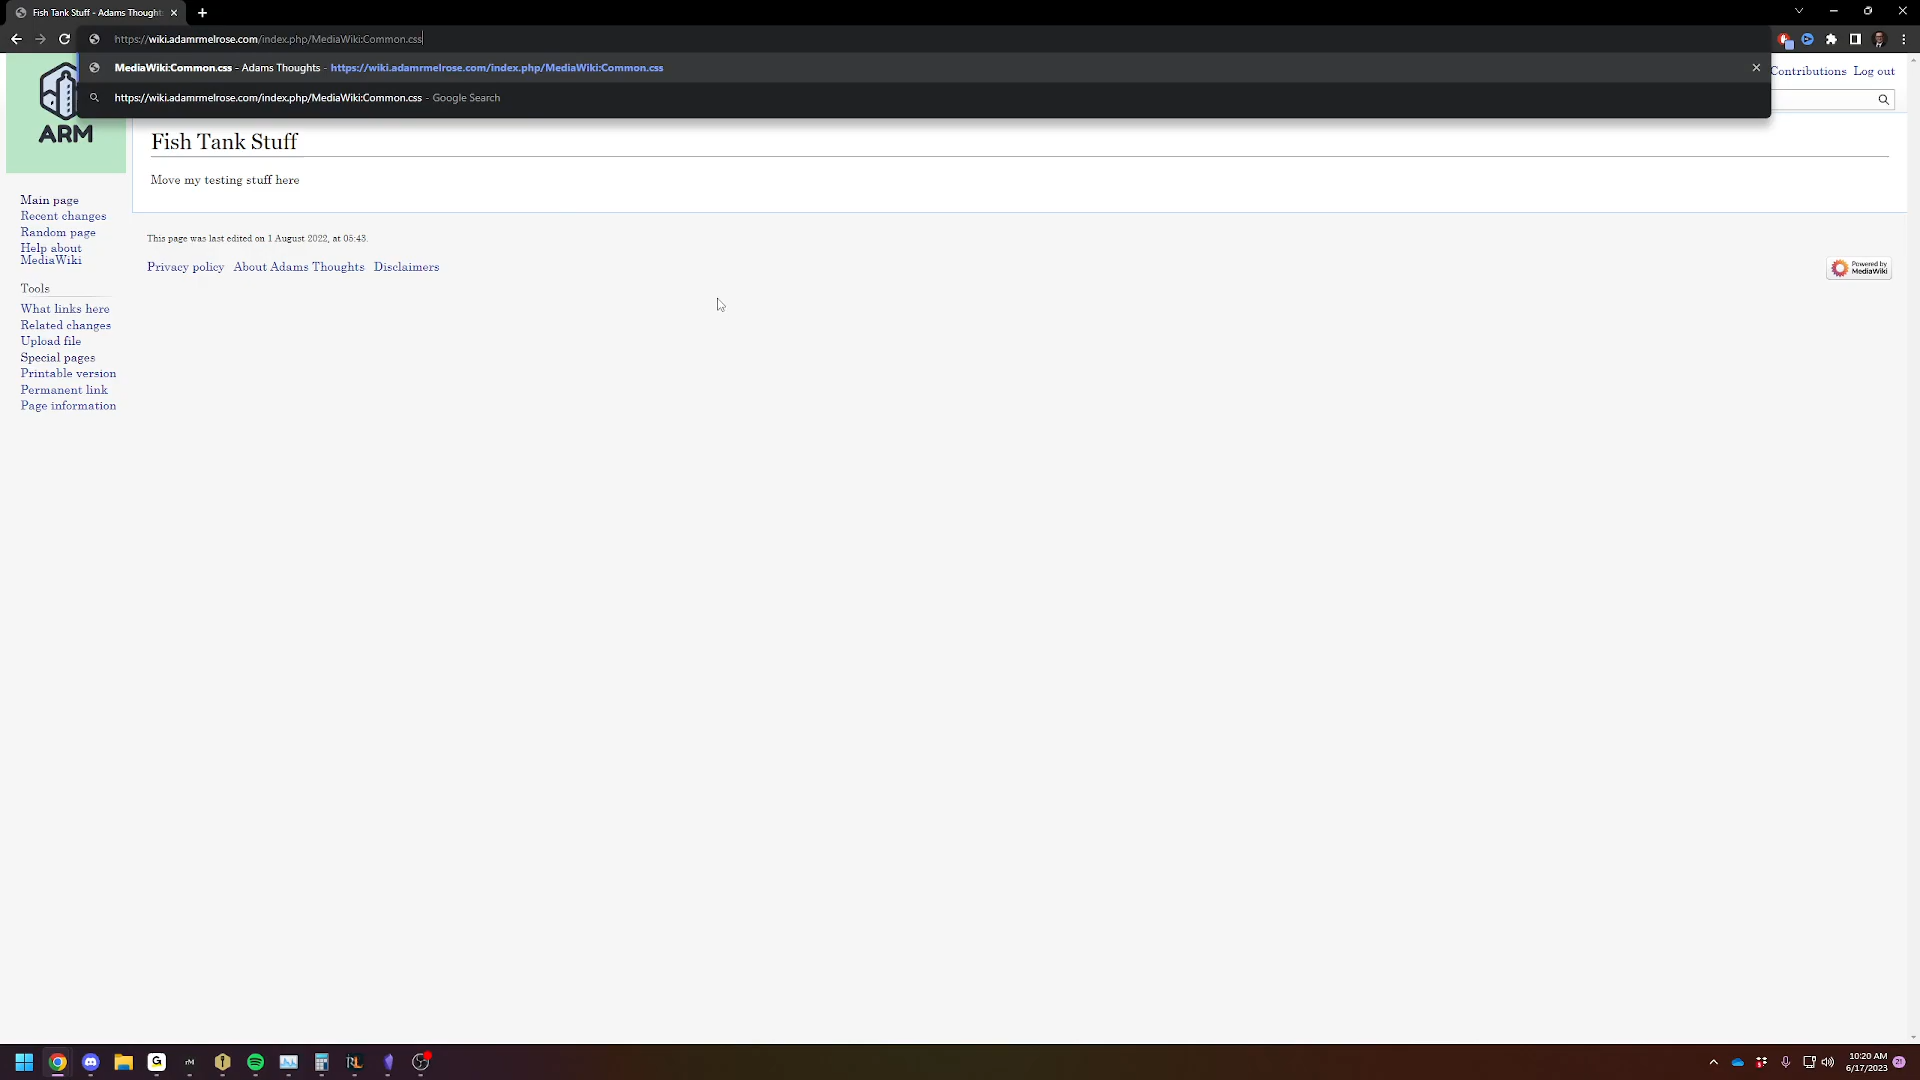 Fish Tank Stuff - Adams Thought
https://wiki.adamrmelrose.com/index.php/MediaWiki:Common.css
MediaWiki:Common.css - Adams Thoughts - https://wiki.adamrmelrose.com/index.php/MediaWiki:Common.css
Contributions Log out
https://wiki.adamrmelrose.com/index.php/MediaWiki:Common.css - Google Search
ARM
Fish Tank Stuff
Move my testing stuff here
Main page
Recent changes
Random page
Help about
MediaWiki
This page was last edited on 1 August 2022, at 05:43.
Privacy policy About Adams Thoughts Disclaimers
Powered by
MediaWiki
Tools
What links here
Related changes
Upload file
Special pages
Printable version
Permanent link
Page information
G
rM
RL
10:20 AM
6/17/2023
21